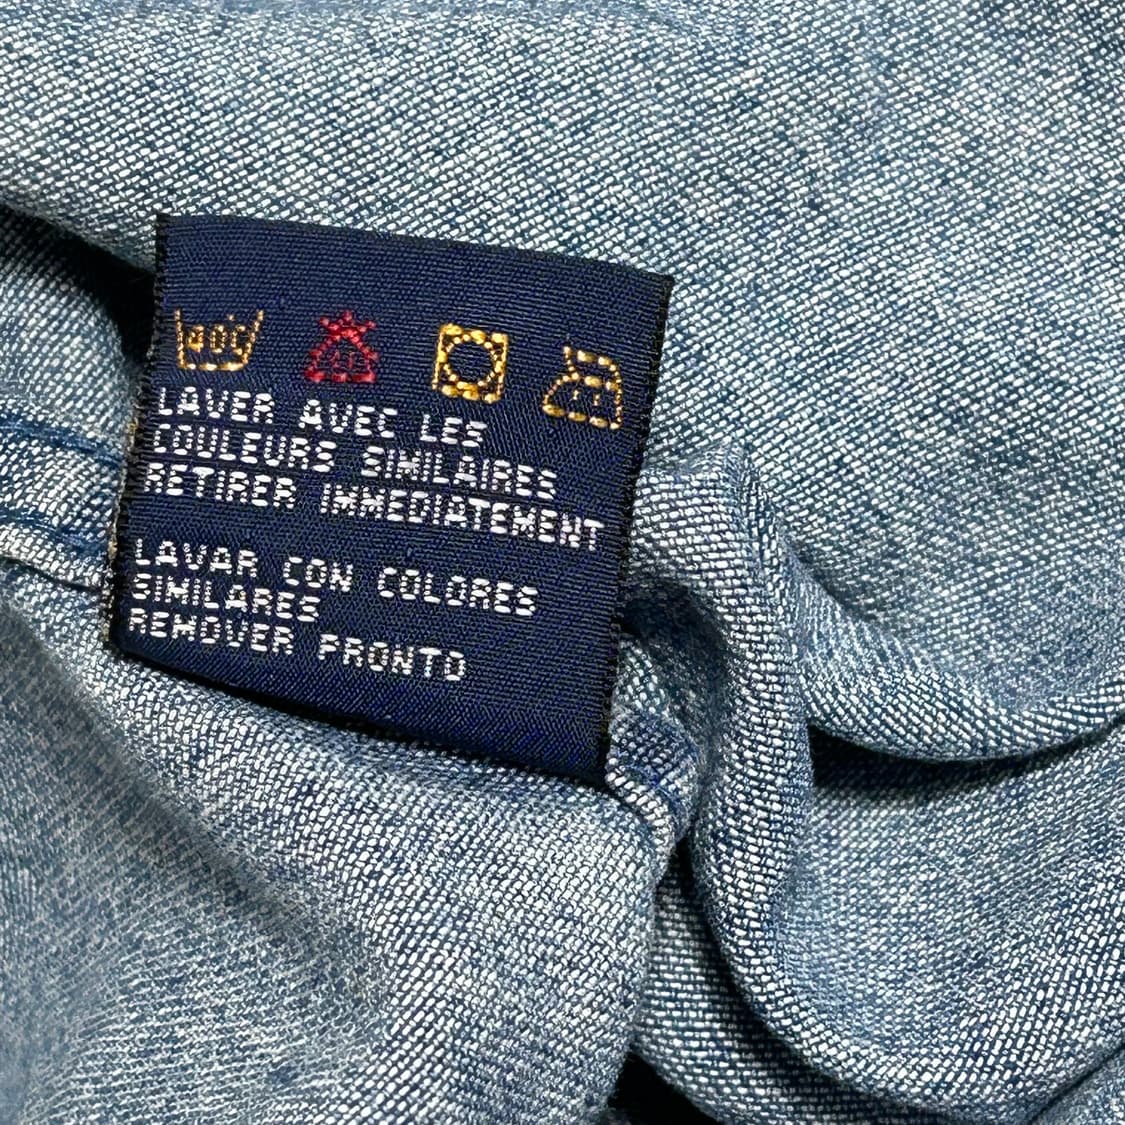 LAVER AVEC LES
COULEURS SIMILAIRES
RETIRER IMMEDIATEMENT
LAVAR CON COLORES
SIMILARES
REMOVER PRONTO